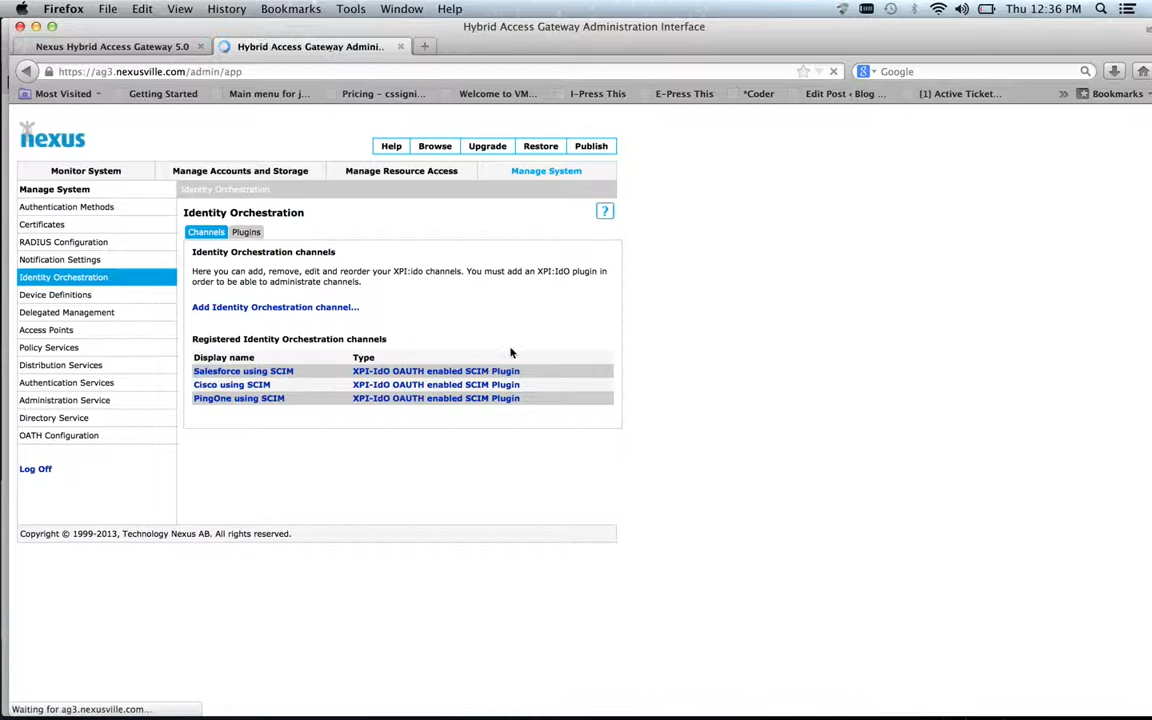 Firefox File Edit View History Bookmarks Tools Window Help Thu 12:36 PM
Hybrid Access Gateway Administration Interface
Nexus Hybrid Access Gateway 5.0 Hybrid Access Gateway Admini...
https://ag3.nexusville.com/admin/app Google
Most Visited Getting Started Main menu for j... Pricing - cssigni... Welcome to VM... I-Press This E-Press This *Coder Edit Post ‹ Blog ... [1] Active Ticket... Bookmarks
nexus
Help Browse Upgrade Restore Publish
Monitor System Manage Accounts and Storage Manage Resource Access Manage System
Manage System
Authentication Methods
Certificates
RADIUS Configuration
Notification Settings
Identity Orchestration
Device Definitions
Delegated Management
Access Points
Policy Services
Distribution Services
Authentication Services
Administration Service
Directory Service
OATH Configuration
Log Off
Identity Orchestration
Identity Orchestration ?
Channels Plugins
Identity Orchestration channels
Here you can add, remove, edit and reorder your XPI:ido channels. You must add an XPI:IdO plugin in
order to be able to administrate channels.
Add Identity Orchestration channel...
Registered Identity Orchestration channels
Display name Type
Salesforce using SCIM XPI-IdO OAUTH enabled SCIM Plugin
Cisco using SCIM XPI-IdO OAUTH enabled SCIM Plugin
PingOne using SCIM XPI-IdO OAUTH enabled SCIM Plugin
Copyright © 1999-2013, Technology Nexus AB. All rights reserved.
Waiting for ag3.nexusville.com...